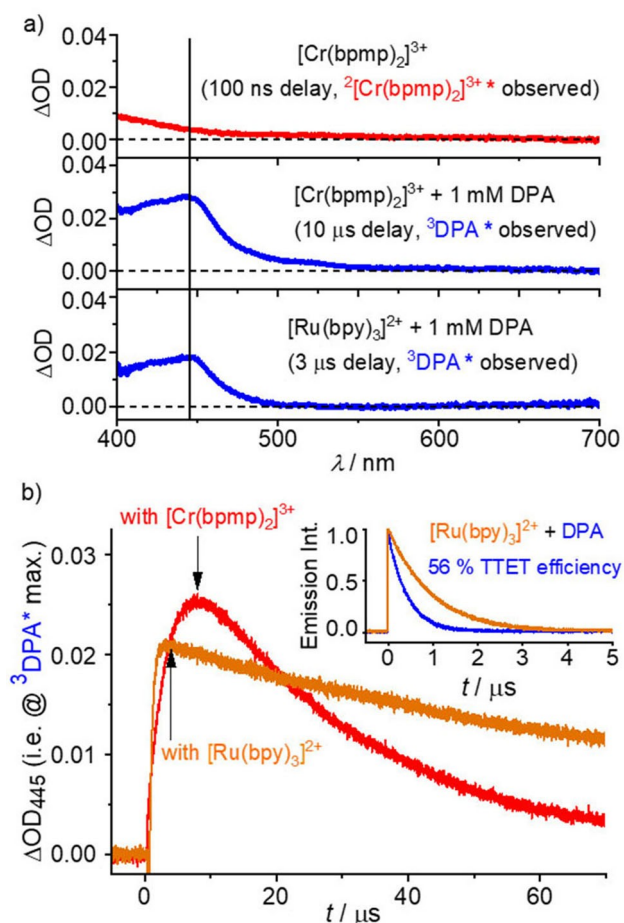 a)
0.04
0.02
0.00
ΔOD
[Cr(bpmp)₂]³⁺
(100 ns delay, ²[Cr(bpmp)₂]³⁺* observed)
0.04
0.02
0.00
ΔOD
[Cr(bpmp)₂]³⁺ + 1 mM DPA
(10 µs delay, ³DPA* observed)
0.04
0.02
0.00
ΔOD
[Ru(bpy)₃]²⁺ + 1 mM DPA
(3 µs delay, ³DPA* observed)
400 500 600 700
λ / nm
b)
with [Cr(bpmp)₂]³⁺
0.03
0.02
0.01
0.00
ΔOD₄₄₅ (i.e. @ ³DPA* max.)
with [Ru(bpy)₃]²⁺
1.0
0.5
0.0
Emission Int.
[Ru(bpy)₃]²⁺ + DPA
56 % TTET efficiency
0 1 2 3 4 5
t / µs
0 20 40 60
t / µs